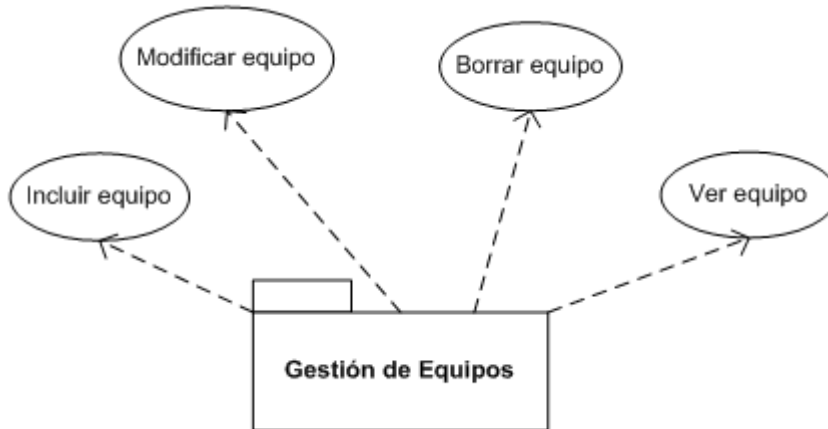 Modificar equipo
Borrar equipo
Incluir equipo
Ver equipo
Gestión de Equipos